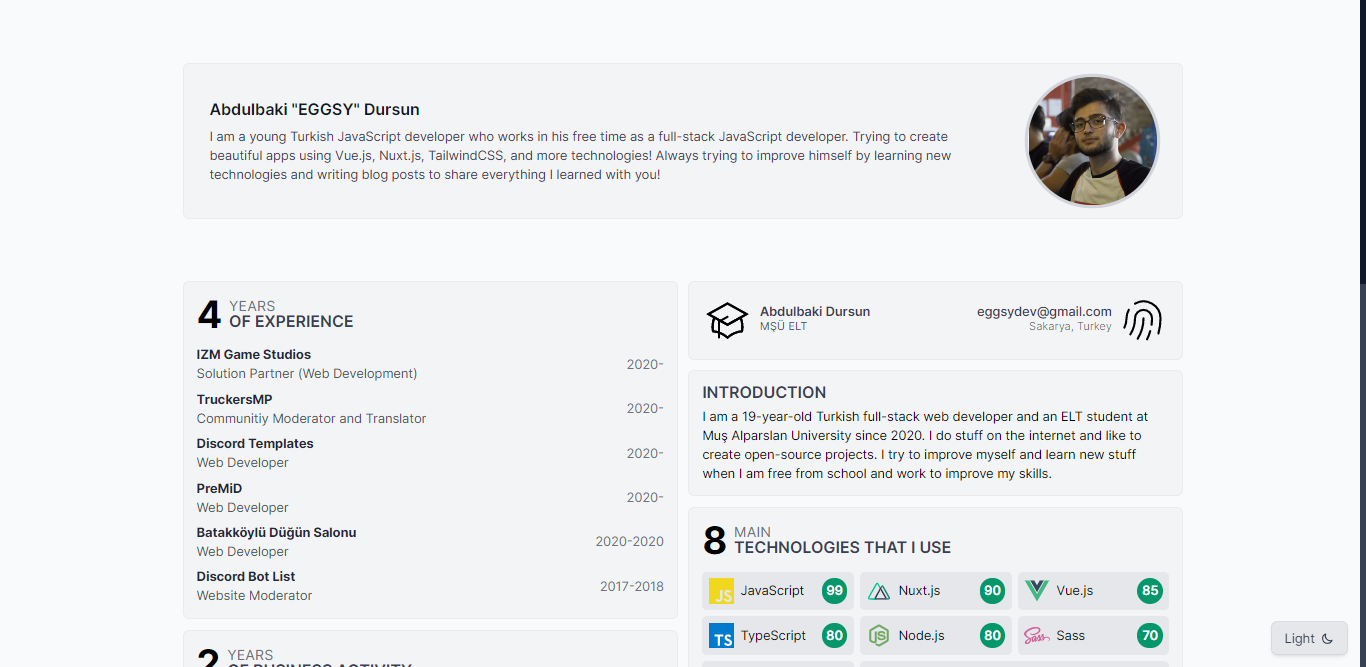 Abdulbaki "EGGSY" Dursun
I am a young Turkish JavaScript developer who works in his free time as a full-stack JavaScript developer. Trying to create
beautiful apps using Vue.js, Nuxt.js, TailwindCSS, and more technologies! Always trying to improve himself by learning new
technologies and writing blog posts to share everything I learned with you!
4 YEARS
OF EXPERIENCE
IZM Game Studios
Solution Partner (Web Development)
2020-
TruckersMP
Communitiy Moderator and Translator
2020-
Discord Templates
Web Developer
2020-
PreMiD
Web Developer
2020-
Batakköylü Düğün Salonu
Web Developer
2020-2020
Discord Bot List
Website Moderator
2017-2018
2 YEARS
OF BUSINESS ACTIVITY
Abdulbaki Dursun
MŞÜ ELT
eggsydev@gmail.com
Sakarya, Turkey
INTRODUCTION
I am a 19-year-old Turkish full-stack web developer and an ELT student at
Muş Alparslan University since 2020. I do stuff on the internet and like to
create open-source projects. I try to improve myself and learn new stuff
when I am free from school and work to improve my skills.
8 MAIN
TECHNOLOGIES THAT I USE
JS JavaScript 99
Nuxt.js 90
Vue.js 85
TS TypeScript 80
JS Node.js 80
Sass Sass 70
Light